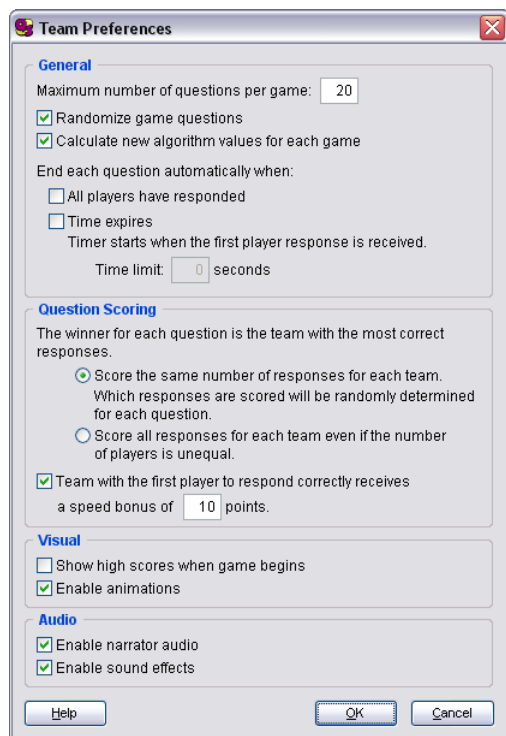 Team Preferences
General
Maximum number of questions per game: 20
Randomize game questions
Calculate new algorithm values for each game
End each question automatically when:
All players have responded
Time expires
Timer starts when the first player response is received.
Time limit: 0 seconds
Question Scoring
The winner for each question is the team with the most correct
responses.
Score the same number of responses for each team.
Which responses are scored will be randomly determined
for each question.
Score all responses for each team even if the number
of players is unequal.
Team with the first player to respond correctly receives
a speed bonus of 10 points.
Visual
Show high scores when game begins
Enable animations
Audio
Enable narrator audio
Enable sound effects
Help OK Cancel